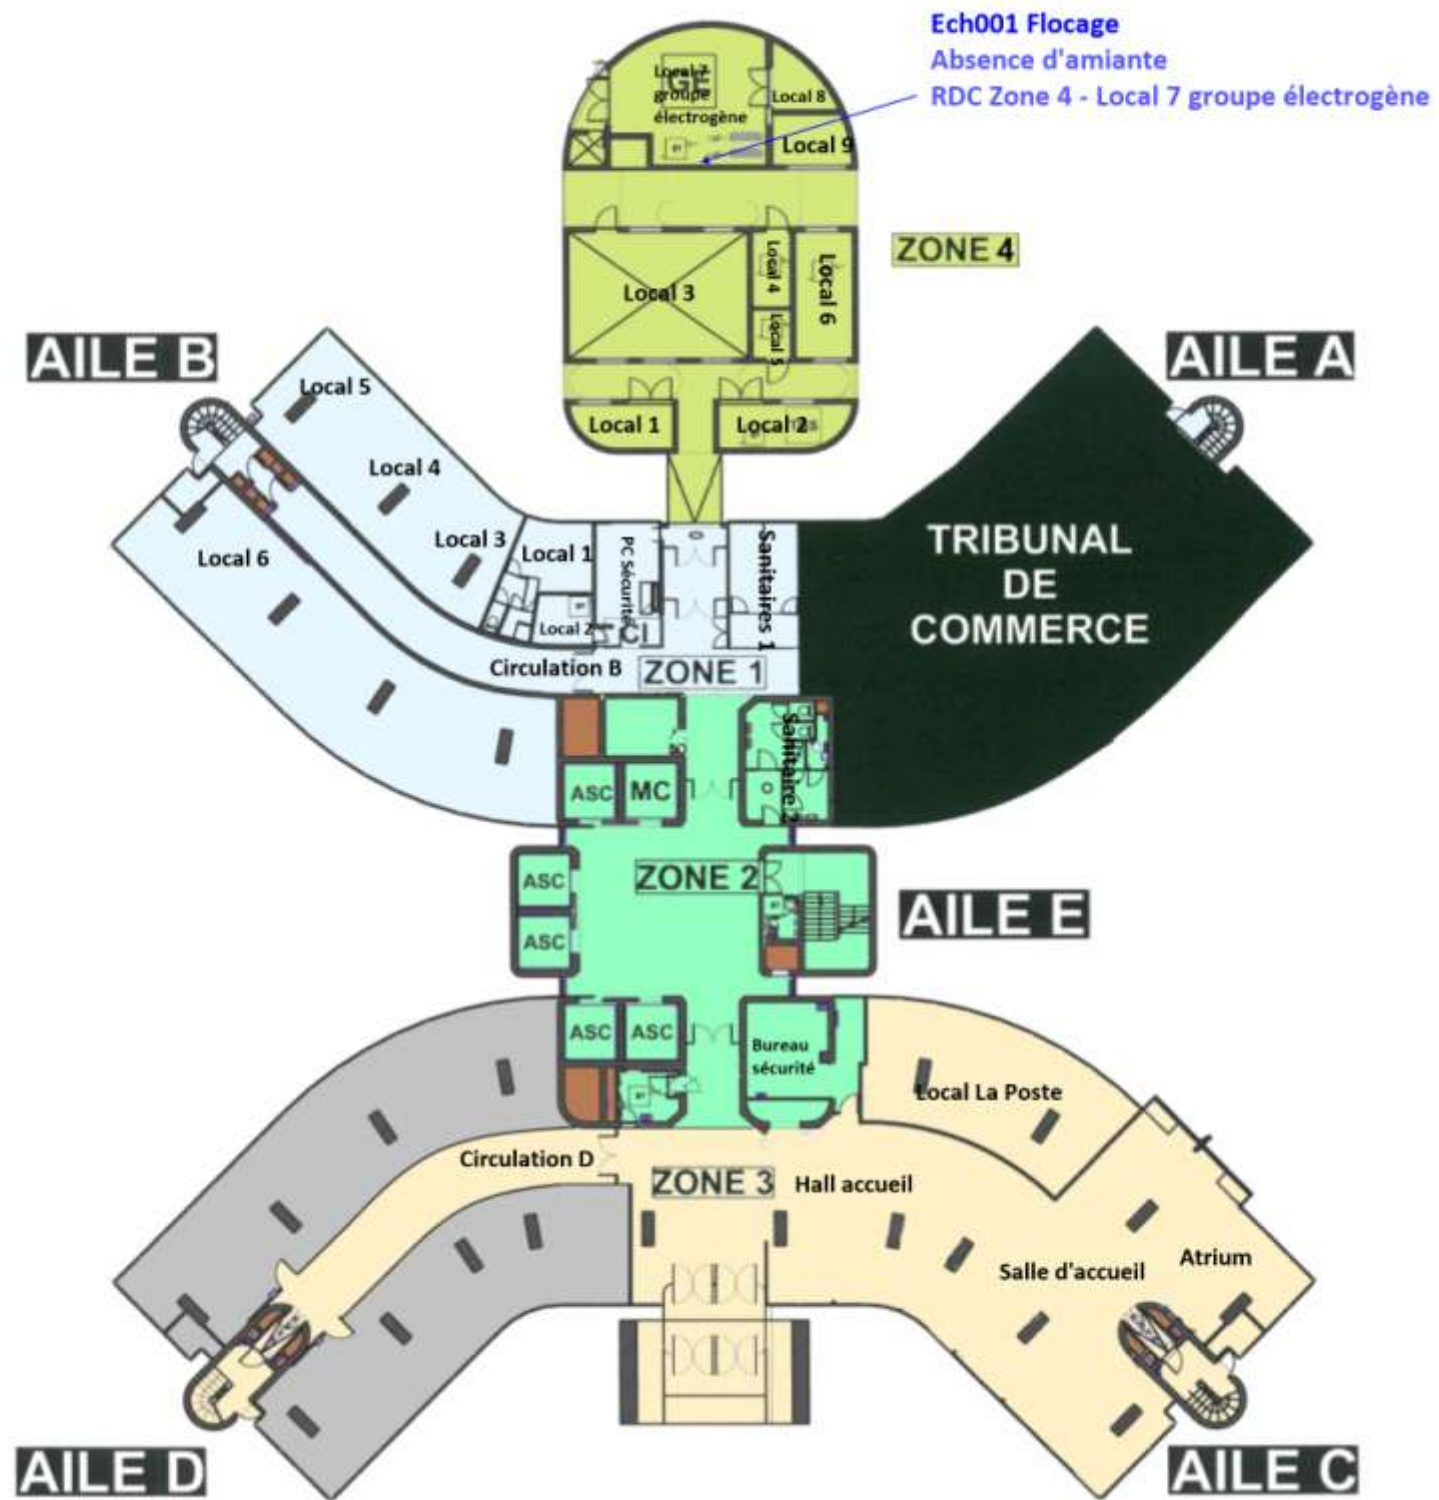 Ech001 Flocage
Absence d'amiante
RDC Zone 4 - Local 7 groupe électrogène
Local 7
groupe
électrogène
GE
Local 8
Local 9
ZONE 4
Local 3
Local 4
Local 5
Local 6
Local 1
Local 2
AILE B
AILE A
Local 5
Local 4
Local 3
Local 6
Local 1
Local 2
PC Sécurité
CI
Sanitaires 1
Circulation B
ZONE 1
TRIBUNAL
DE
COMMERCE
Sanitaire 2
ASC
MC
ASC
ZONE 2
ASC
AILE E
ASC
ASC
Bureau
sécurité
Local La Poste
Circulation D
ZONE 3
Hall accueil
Salle d'accueil
Atrium
AILE D
AILE C